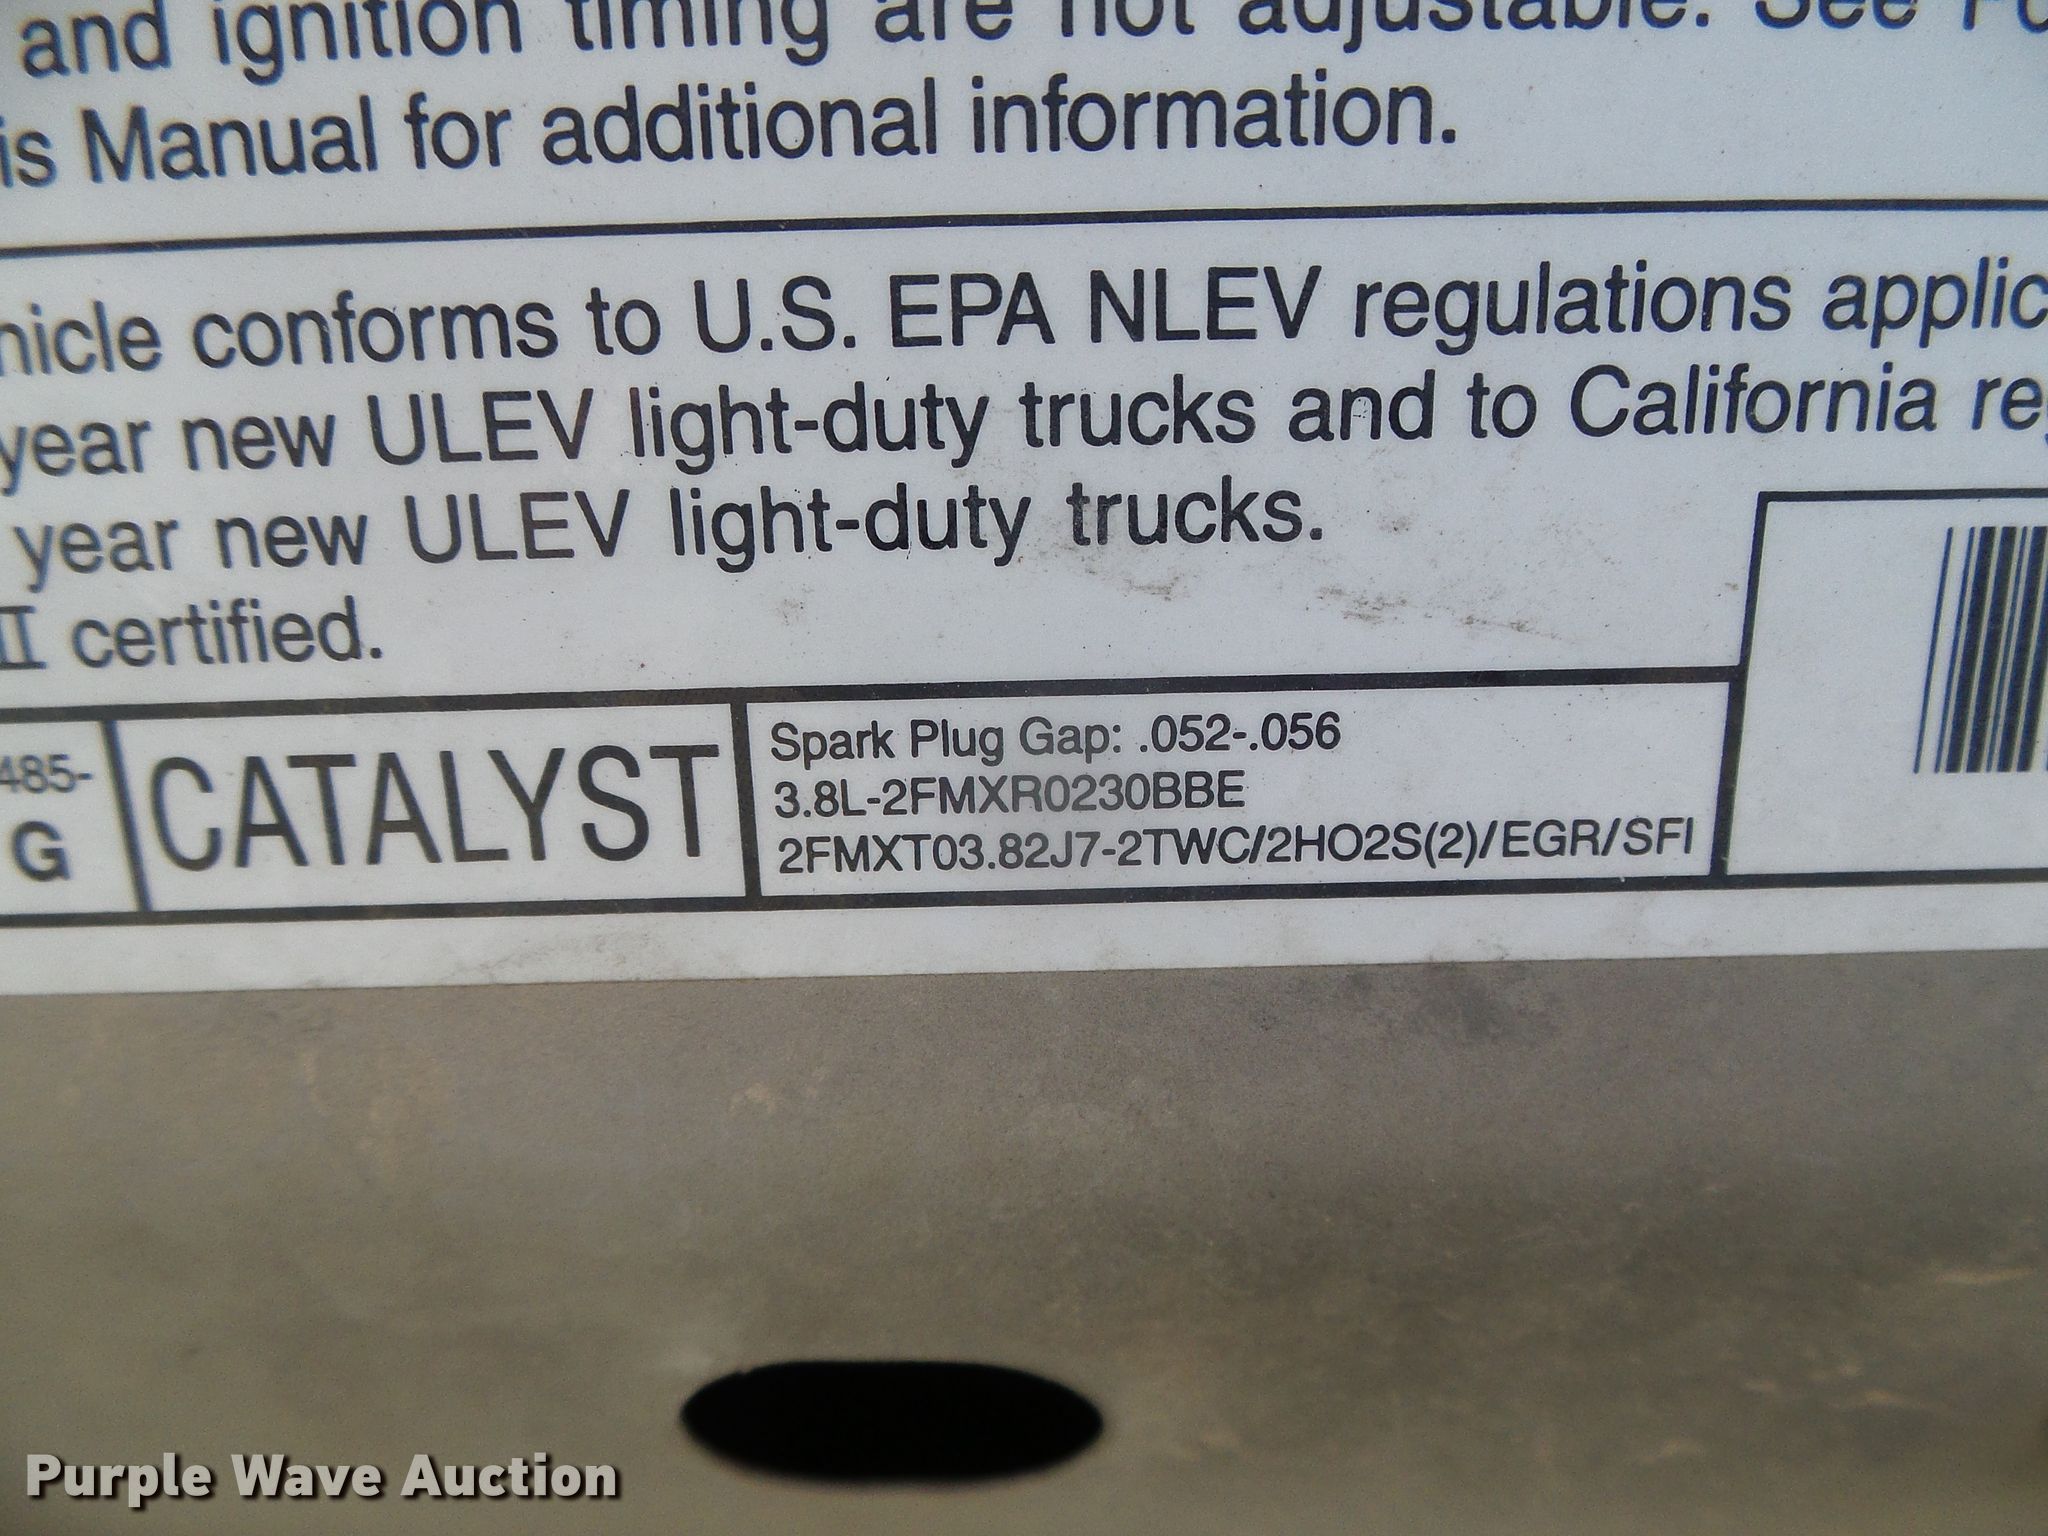 and ignition timing are not adjustable. See
is Manual for additional information.
hicle conforms to U.S. EPA NLEV regulations applic
year new ULEV light-duty trucks and to California re
year new ULEV light-duty trucks.
II certified.
485-
G
CATALYST
Spark Plug Gap: .052-.056
3.8L-2FMXR0230BBE
2FMXT03.82J7-2TWC/2HO2S(2)/EGR/SFI
Purple Wave Auction